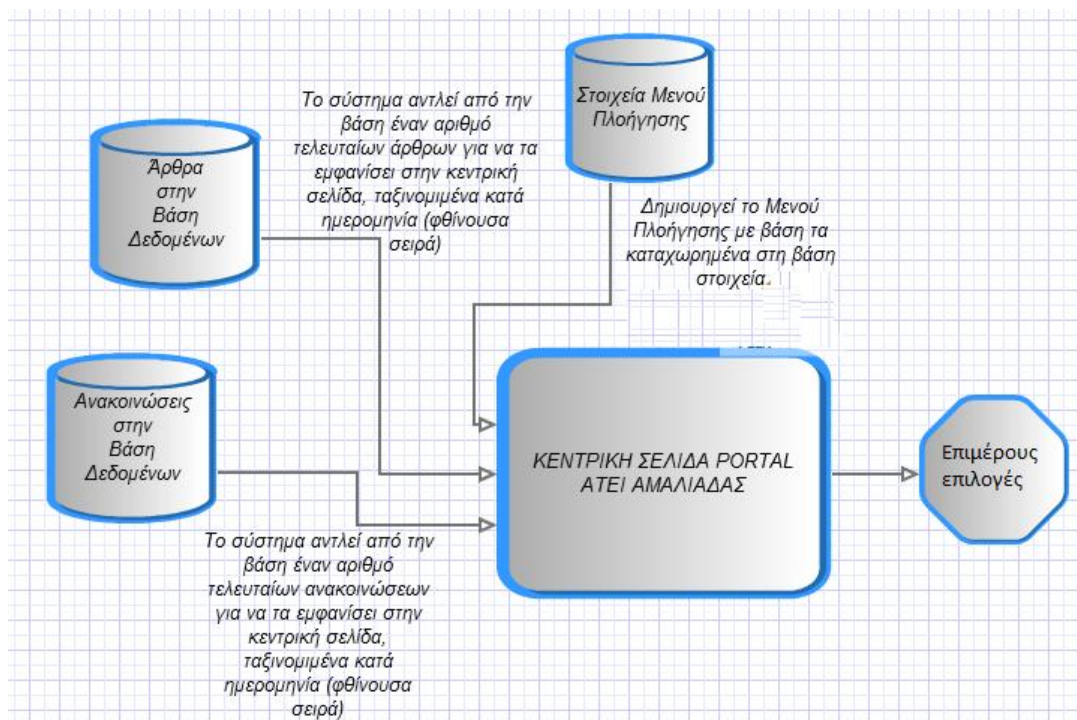 Στοιχεία Μενού
Πλοήγησης
Το σύστημα αντλεί από την
βάση έναν αριθμό
τελευταίων άρθρων για να τα
εμφανίσει στην κεντρική
σελίδα, ταξινομιμένα κατά
ημερομηνία (φθίνουσα
σειρά)
Άρθρα
στην
Βάση
Δεδομένων
Δημιουργεί το Μενού
Πλοήγησης με βάση τα
καταχωρημένα στη βάση
στοιχεία.
Ανακοινώσεις
στην
Βάση
Δεδομένων
ΚΕΝΤΡΙΚΗ ΣΕΛΙΔΑ PORTAL
ΑΤΕΙ ΑΜΑΛΙΑΔΑΣ
Επιμέρους
επιλογές
Το σύστημα αντλεί από την
βάση έναν αριθμό
τελευταίων ανακοινώσεων
για να τα εμφανίσει στην
κεντρική σελίδα,
ταξινομιμένα κατά
ημερομηνία (φθίνουσα
σειρά)